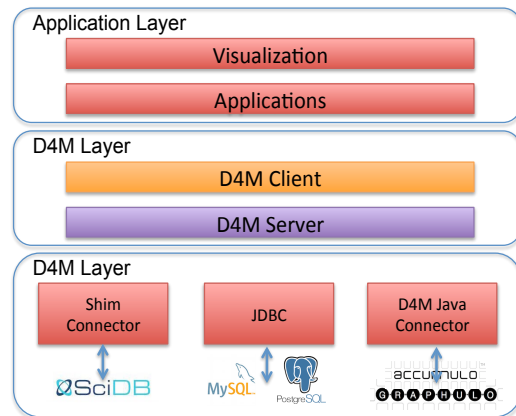 Application Layer
Visualization
Applications
D4M Layer
D4M Client
D4M Server
D4M Layer
Shim
Connector
JDBC
D4M Java
Connector
SciDB
MySQL
PostgreSQL
accumulo
GRAPHULO